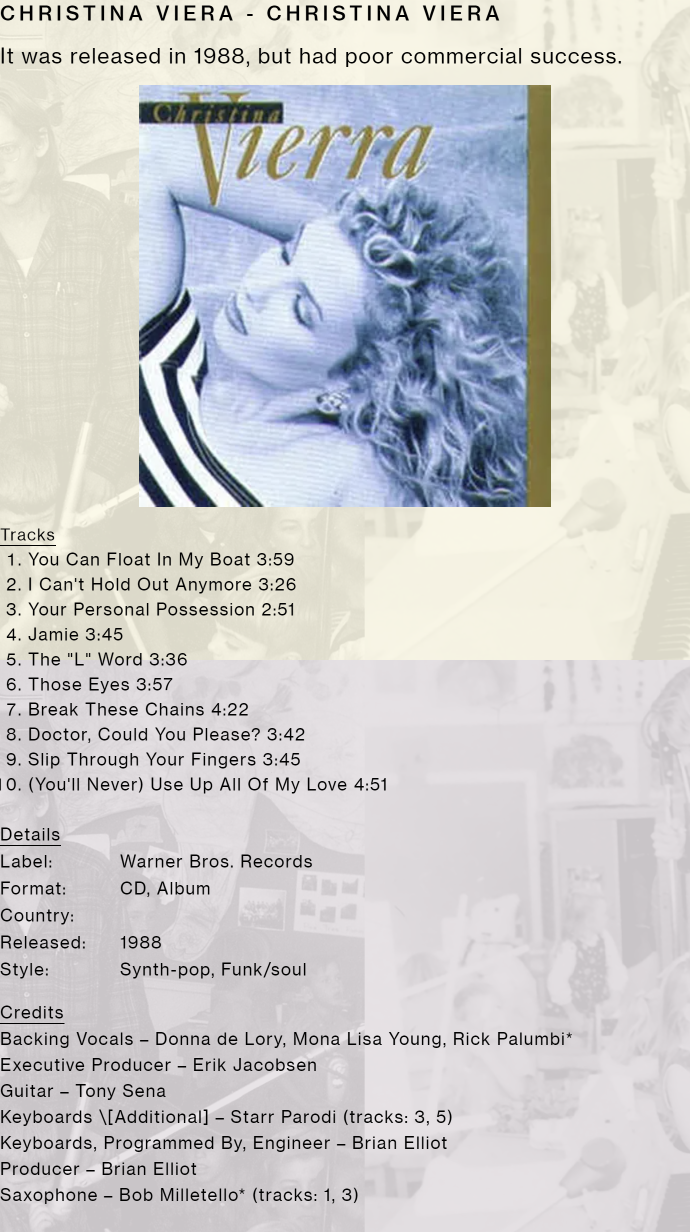 CHRISTINA VIERA - CHRISTINA VIERA
It was released in 1988, but had poor commercial success.
Christina
Vierra
Tracks
1. You Can Float In My Boat 3:59
2. I Can't Hold Out Anymore 3:26
3. Your Personal Possession 2:51
4. Jamie 3:45
5. The "L" Word 3:36
6. Those Eyes 3:57
7. Break These Chains 4:22
8. Doctor, Could You Please? 3:42
9. Slip Through Your Fingers 3:45
10. (You'll Never) Use Up All Of My Love 4:51
Details
Label: Warner Bros. Records
Format: CD, Album
Country:
Released: 1988
Style: Synth-pop, Funk/soul
Credits
Backing Vocals – Donna de Lory, Mona Lisa Young, Rick Palumbi*
Executive Producer – Erik Jacobsen
Guitar – Tony Sena
Keyboards \[Additional] – Starr Parodi (tracks: 3, 5)
Keyboards, Programmed By, Engineer – Brian Elliot
Producer – Brian Elliot
Saxophone – Bob Milletello* (tracks: 1, 3)